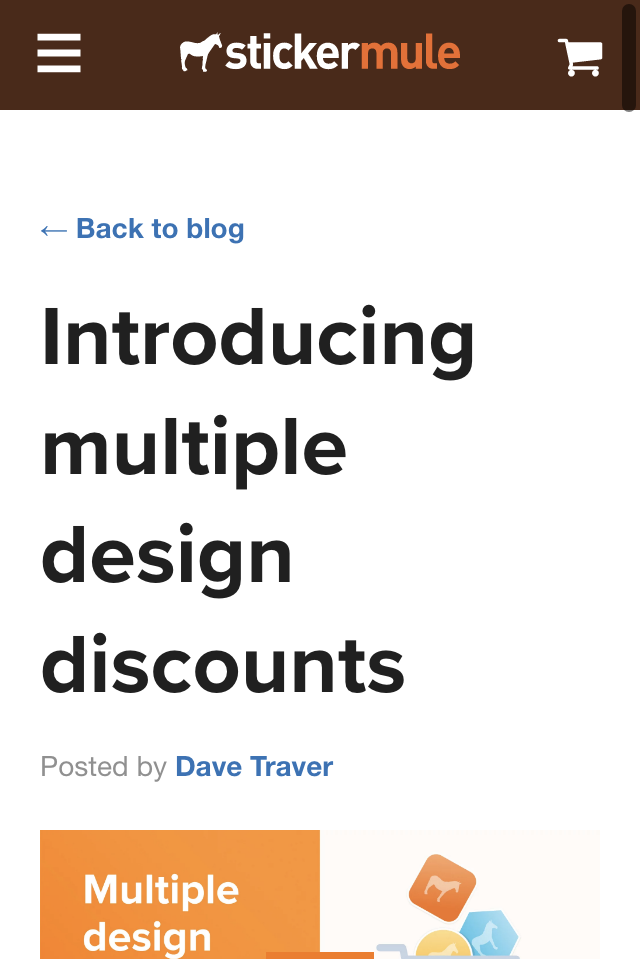 stickermule
← Back to blog
Introducing
multiple
design
discounts
Posted by Dave Traver
Multiple
design